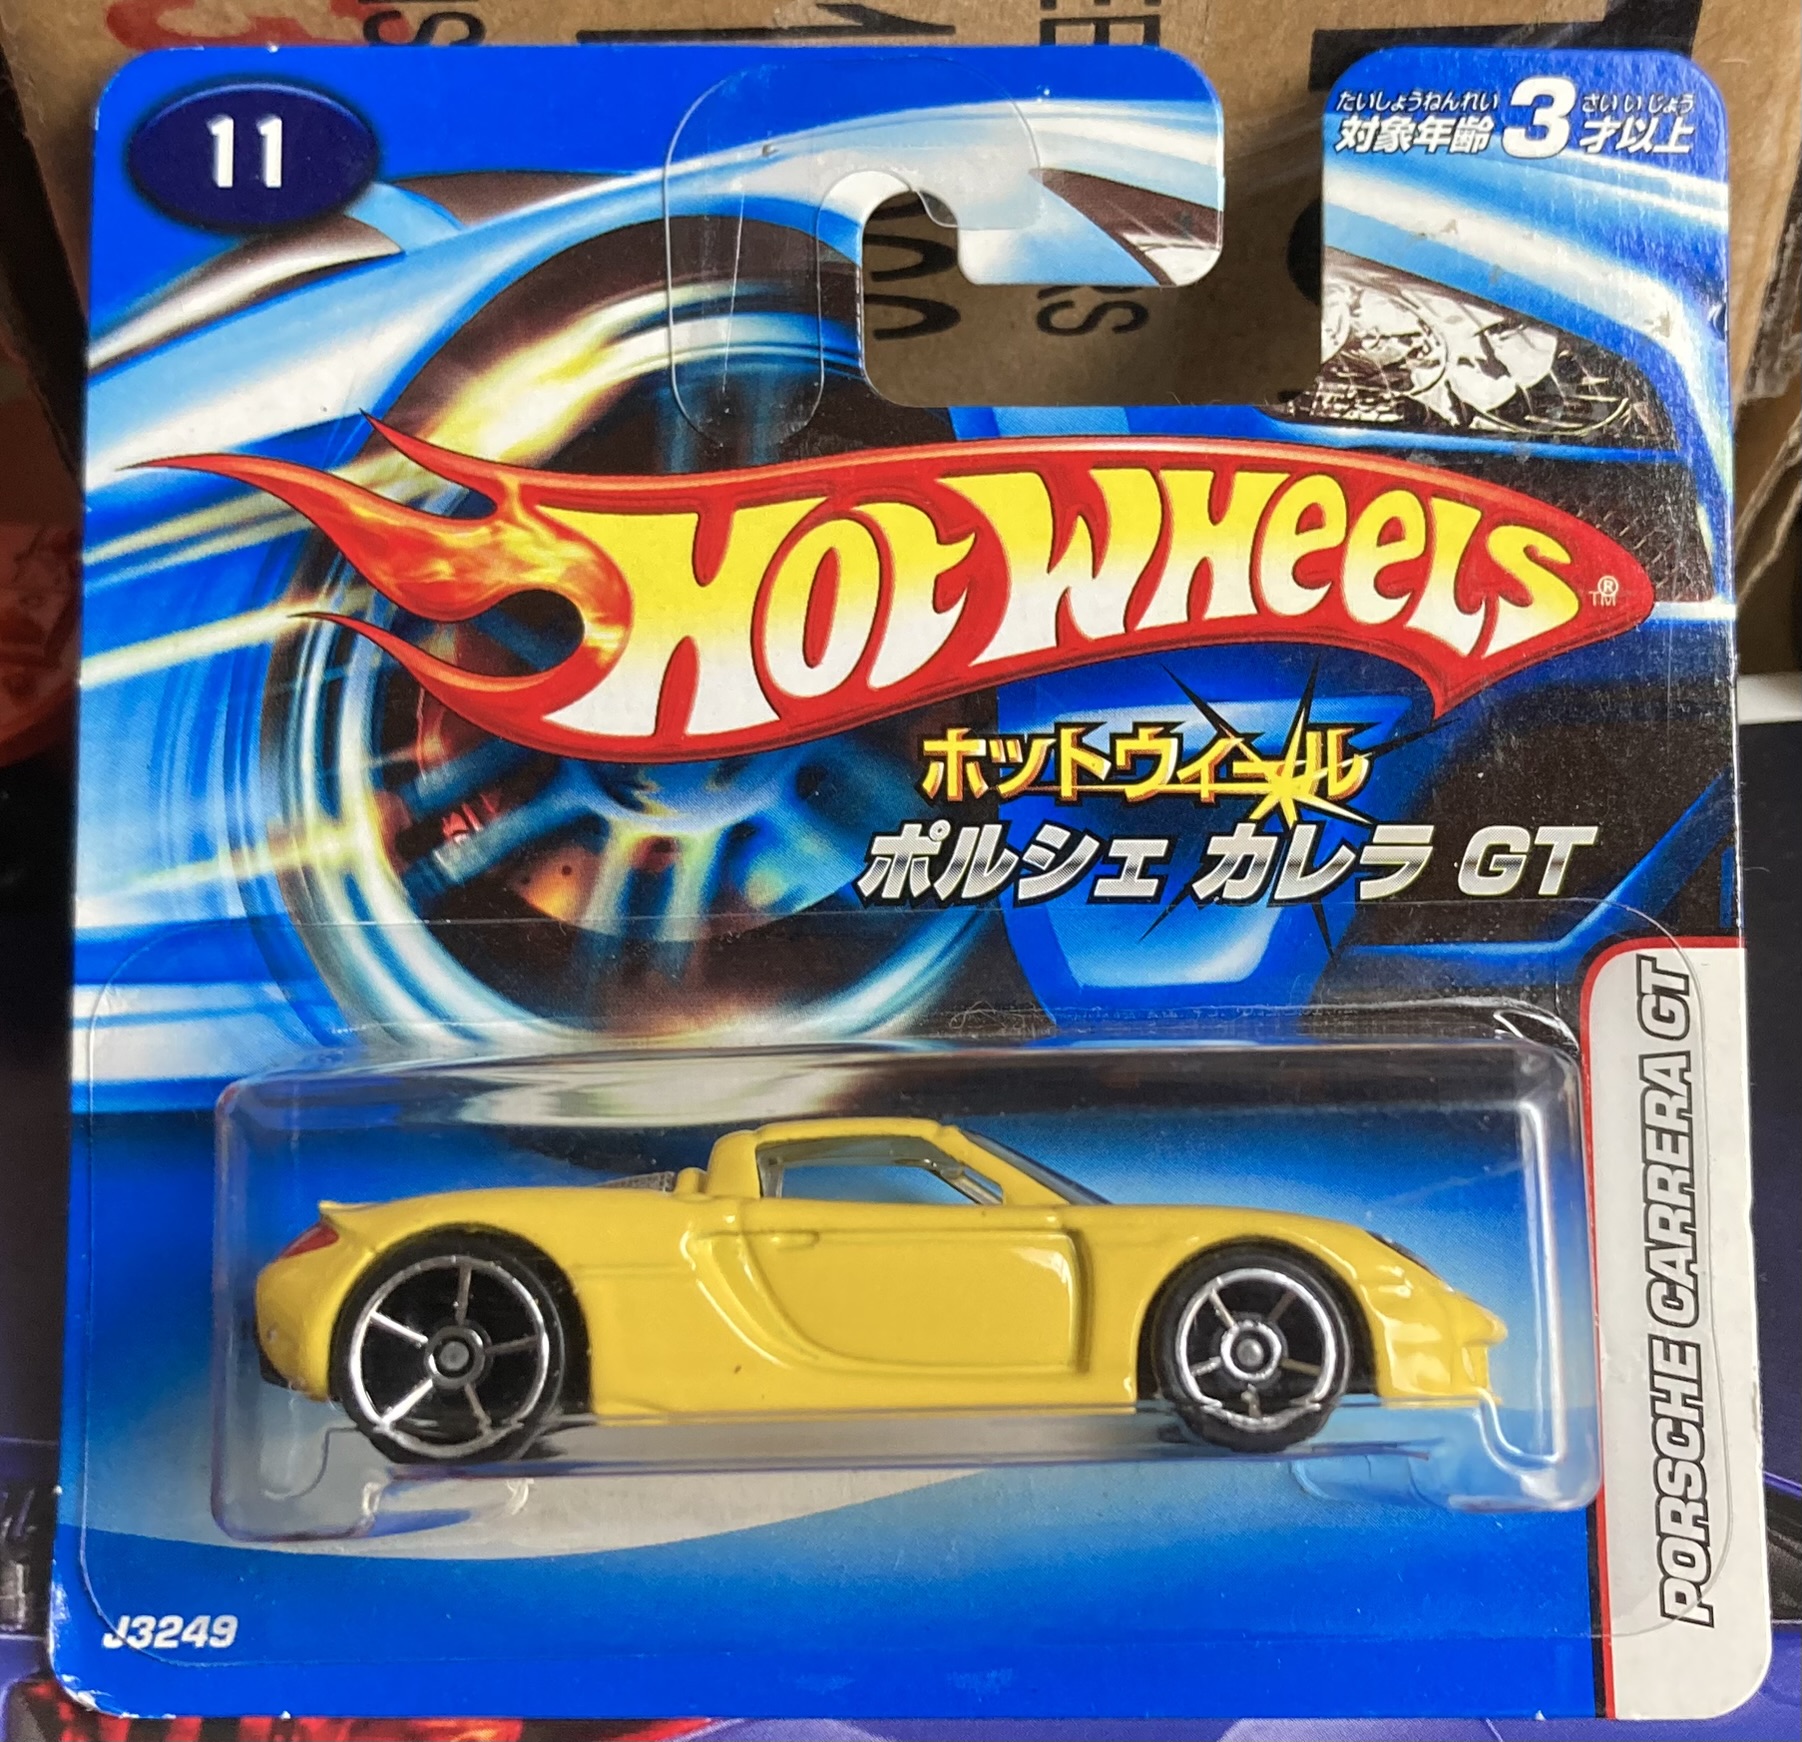 11
たいしょうねんれい さいいじょう
対象年齢 3 才以上
HOT WHEELS ®
TM
ホットウィール
ポルシェ カレラ GT
PORSCHE CARRERA GT
J3249